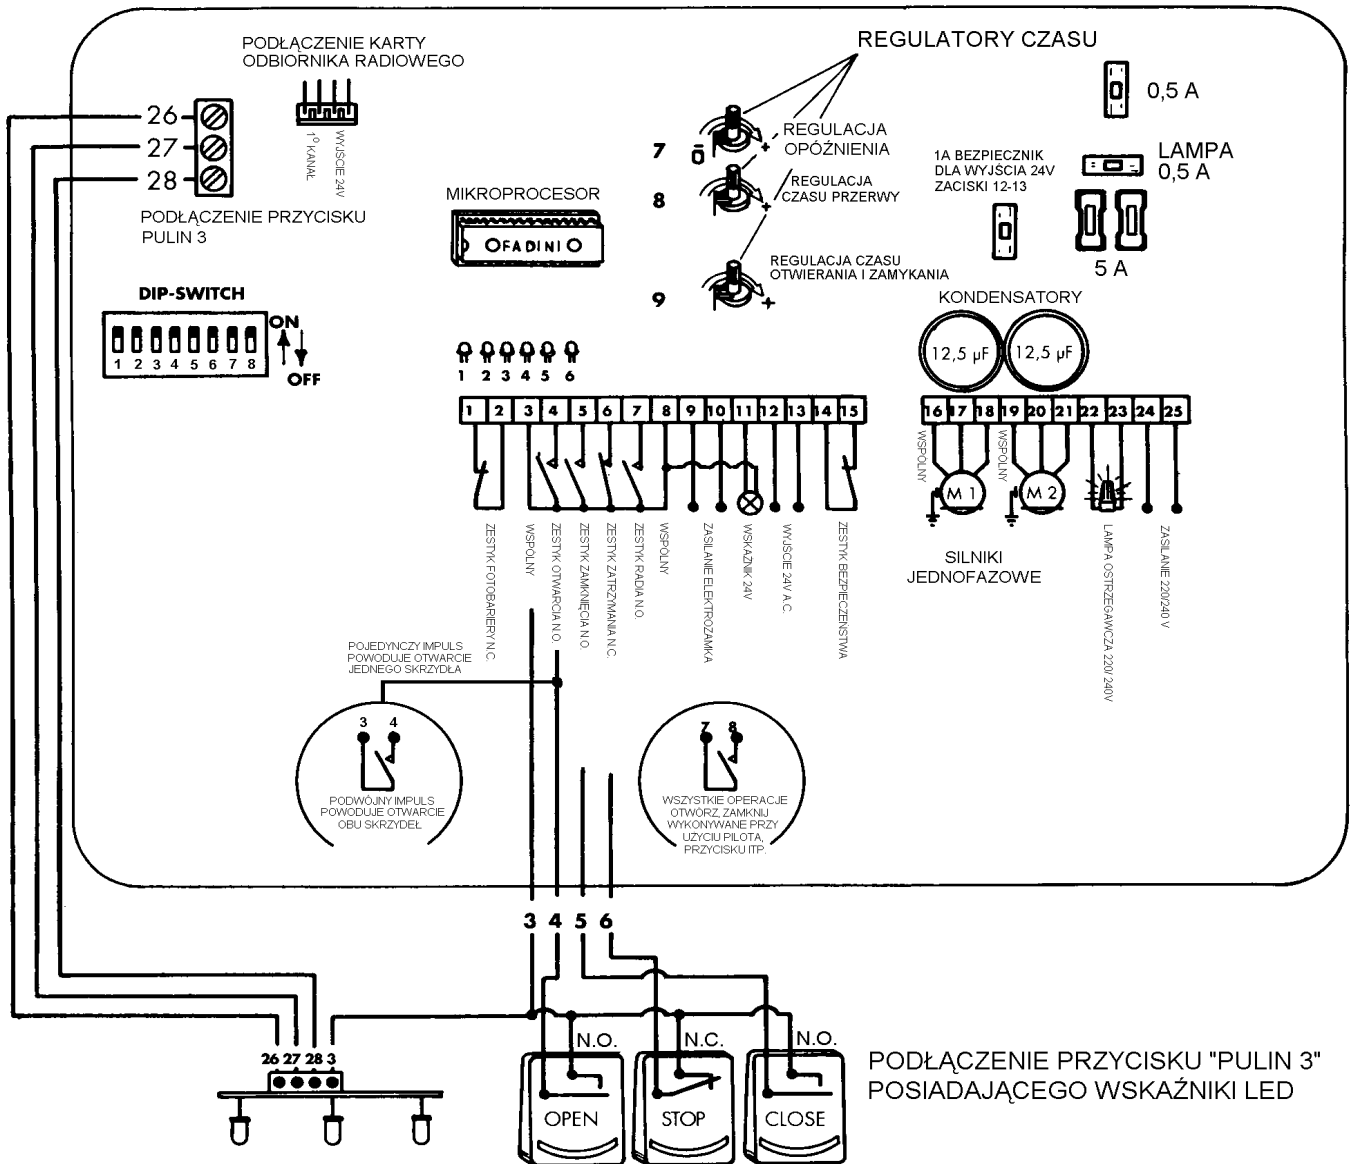 PODŁĄCZENIE KARTY
ODBIORNIKA RADIOWEGO
REGULATORY CZASU
0,5 A
26
27
28
1º KANAŁ
WYJŚCIE 24V
7
0
+
REGULACJA
OPÓŹNIENIA
1A BEZPIECZNIK
DLA WYJŚCIA 24V
ZACISKI 12-13
LAMPA
0,5 A
PODŁĄCZENIE PRZYCISKU
PULIN 3
MIKROPROCESOR
FADINI
8
+
REGULACJA
CZASU PRZERWY
5 A
9
+
REGULACJA CZASU
OTWIERANIA I ZAMYKANIA
DIP-SWITCH
ON
OFF
1 2 3 4 5 6 7 8
KONDENSATORY
12,5 µF
12,5 µF
1 2 3 4 5 6
1 2 3 4 5 6 7 8 9 10 11 12 13 14 15
16 17 18 19 20 21 22 23 24 25
WSPÓLNY
WSPÓLNY
M 1
M 2
SILNIKI
JEDNOFAZOWE
ZESTYK FOTOBARIERY N.C.
WSPÓLNY
ZESTYK OTWARCIA N.O.
ZESTYK ZAMKNIĘCIA N.O.
ZESTYK ZATRZYMANIA N.C.
ZESTYK RADIA N.O.
WSPÓLNY
ZASILANIE ELEKTROZAMKA
WSKAŹNIK 24V
WYJŚCIE 24V A.C.
ZESTYK BEZPIECZEŃSTWA
LAMPA OSTRZEGAWCZA 220/ 240V
ZASILANIE 220/240 V
POJEDYNCZY IMPULS
POWODUJE OTWARCIE
JEDNEGO SKRZYDŁA
3 4
PODWÓJNY IMPULS
POWODUJE OTWARCIE
OBU SKRZYDEŁ
7 8
WSZYSTKIE OPERACJE
OTWÓRZ, ZAMKNIJ
WYKONYWANE PRZY
UŻYCIU PILOTA,
PRZYCISKU ITP.
3 4 5 6
26 27 28 3
N.O.
N.C.
N.O.
OPEN
STOP
CLOSE
PODŁĄCZENIE PRZYCISKU "PULIN 3"
POSIADAJĄCEGO WSKAŹNIKI LED